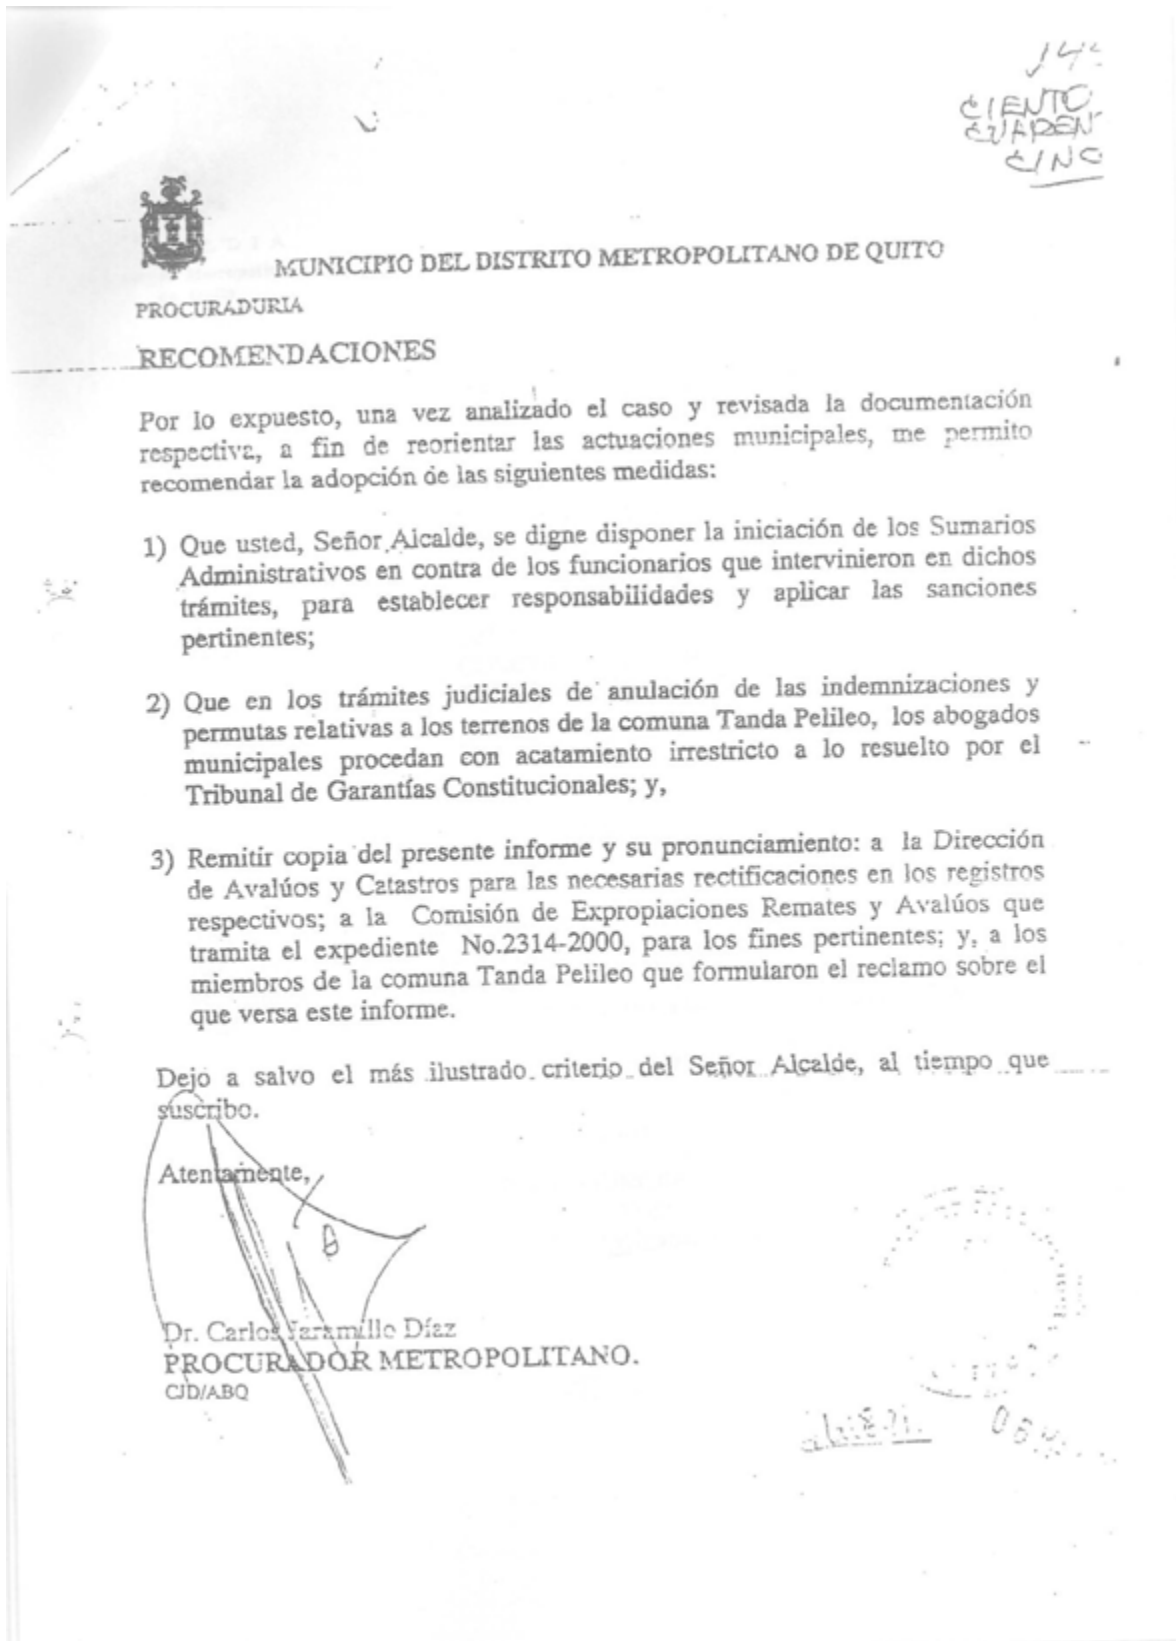 CIENTO
MUNICIPIO DEL DISTRITO METROPOLITANO DE QUITO
PROCURADURIA
RECOMENDACIONES
Por lo expuesto, una vez analizado el caso y revisada la documentación
respectiva, a fin de reorientar las actuaciones municipales, me permito
recomendar la adopción de las siguientes medidas:
1) Que usted, Señor Alcalde, se digne disponer la iniciación de los Sumarios
Administrativos en contra de los funcionarios que intervinieron en dichos
trámites, para establecer responsabilidades y aplicar las sanciones
pertinentes;
2) Que en los trámites judiciales de anulación de las indemnizaciones y
permutas relativas a los terrenos de la comuna Tanda Pelileo, los abogados
municipales procedan con acatamiento irrestricto a lo resuelto por el
Tribunal de Garantías Constitucionales; y,
3) Remitir copia del presente informe y su pronunciamiento: a la Dirección
de Avalúos y Catastros para las necesarias rectificaciones en los registros
respectivos; a la Comisión de Expropiaciones Remates y Avalúos que
tramita el expediente No.2314-2000, para los fines pertinentes; y, a los
miembros de la comuna Tanda Pelileo que formularon el reclamo sobre el
que versa este informe.
Dejo a salvo el más ilustrado criterio del Señor Alcalde, al tiempo que
suscribo.
Atentamente,
Dr. Carlos Jaramillo Díaz
PROCURADOR METROPOLITANO.
CJD/ABQ